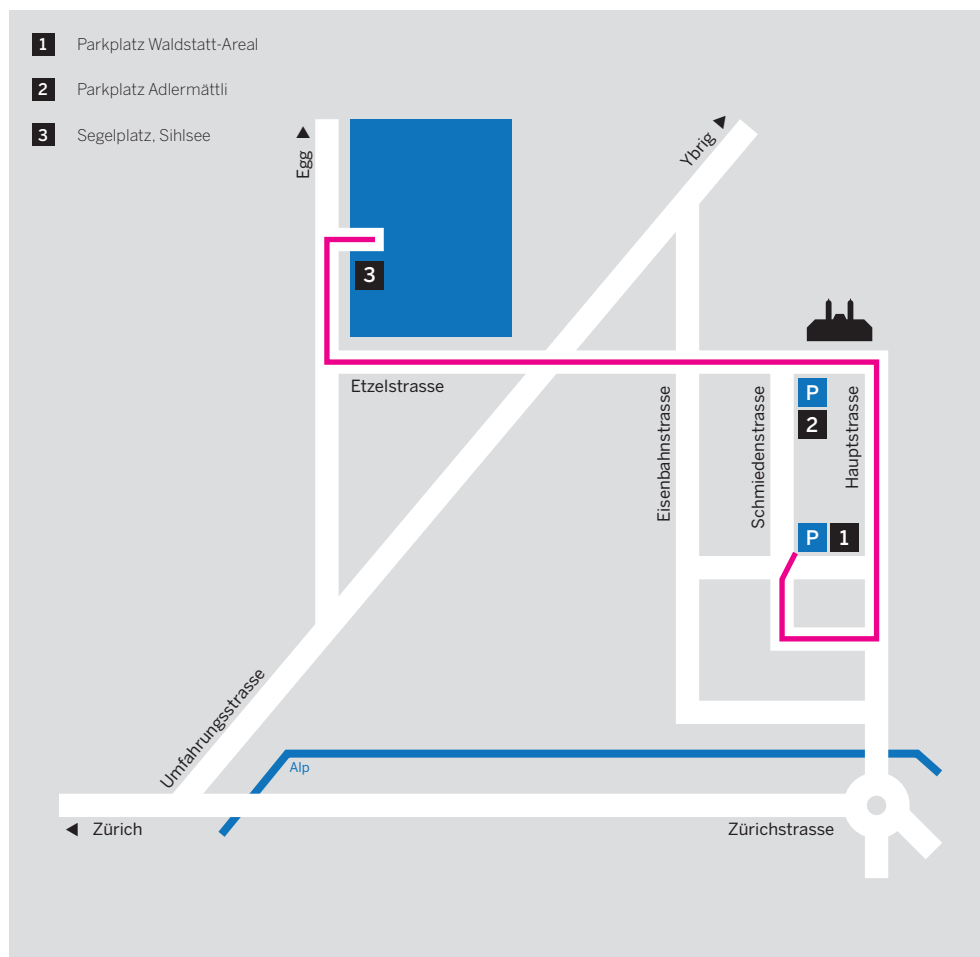 1 Parkplatz Waldstatt-Areal
2 Parkplatz Adlermättli
3 Segelplatz, Sihlsee
Egg
Ybrig
3
Etzelstrasse
P
2
Eisenbahnstrasse
Schmiedenstrasse
Hauptstrasse
P 1
Umfahrungsstrasse
Alp
Zürich
Zürichstrasse